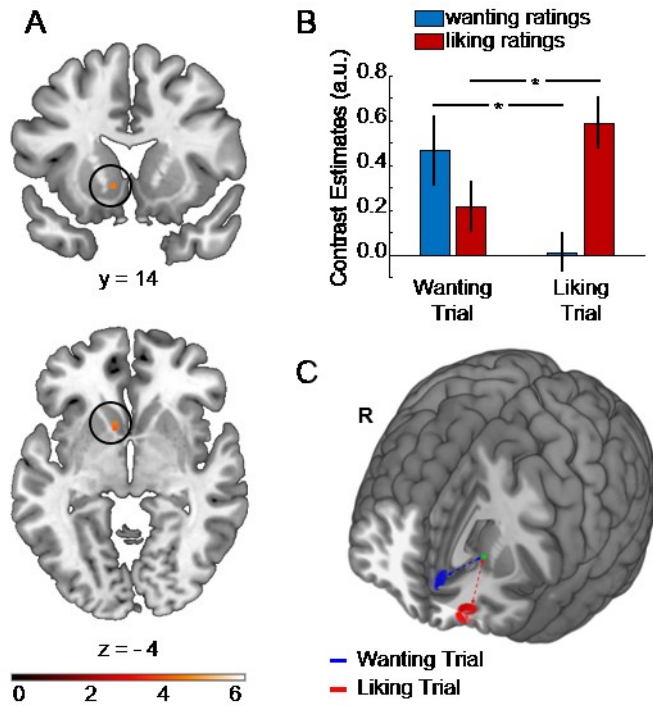 A
y = 14
z = - 4
0 2 4 6
B
wanting ratings
liking ratings
Contrast Estimates (a.u.)
0.8
0.6
0.4
0.2
0.0
*
*
Wanting
Trial
Liking
Trial
C
R
Wanting Trial
Liking Trial